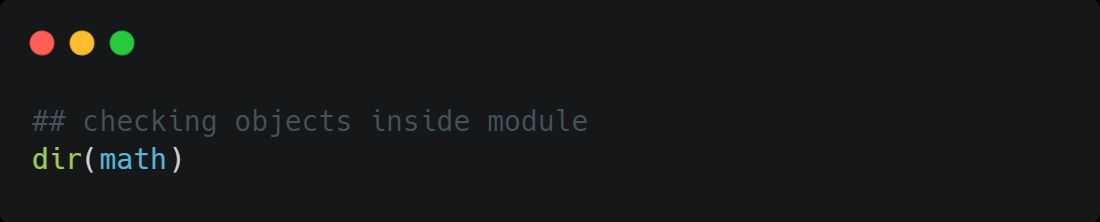 ## checking objects inside module
dir(math)